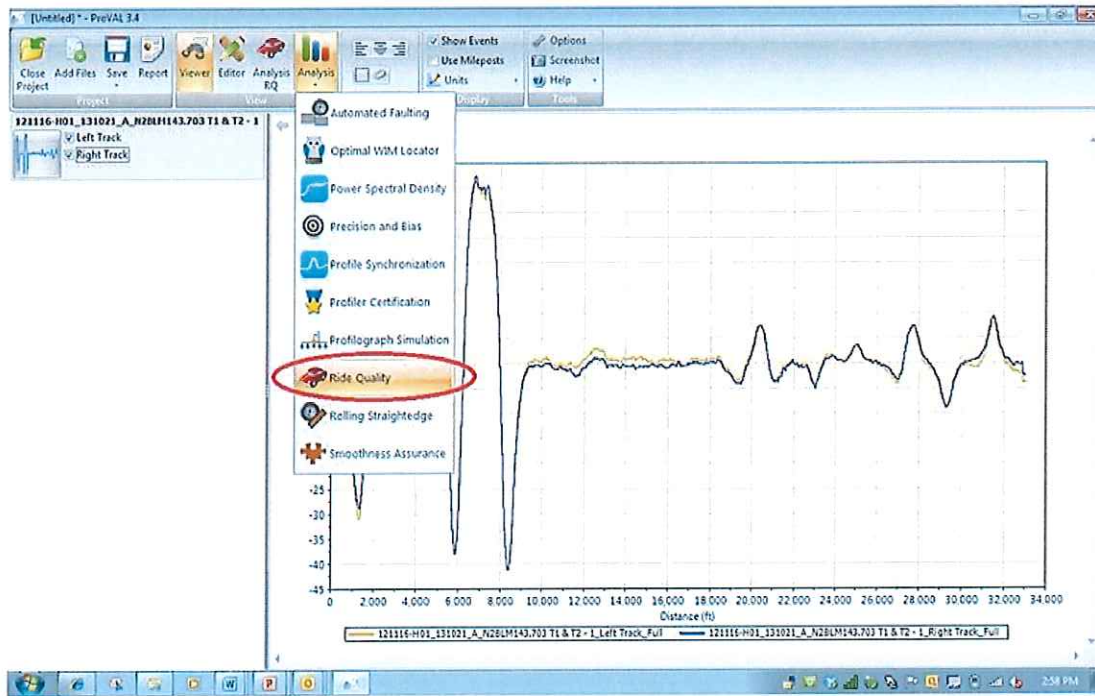 [Untitled] * - ProVAL 3.4
Close Project
Add Files
Save
Report
Viewer
Editor
Analysis RQ
Analysis
Show Events
Use Mileposts
Units
Options
Screenshot
Help
Project
View
Display
Tools
121116-H01_131021_A_N28LM143.703 T1 & T2 - 1
Left Track
Right Track
Automated Faulting
Optimal WIM Locator
Power Spectral Density
Precision and Bias
Profile Synchronization
Profiler Certification
Profilograph Simulation
Ride Quality
Rolling Straightedge
Smoothness Assurance
-25
-30
-35
-40
-45
0 2,000 4,000 6,000 8,000 10,000 12,000 14,000 16,000 18,000 20,000 22,000 24,000 26,000 28,000 30,000 32,000 34,000
Distance (ft)
121116-H01_131021_A_N28LM143.703 T1 & T2 - 1_Left Track_Full 121116-H01_131021_A_N28LM143.703 T1 & T2 - 1_Right Track_Full
2:58 PM